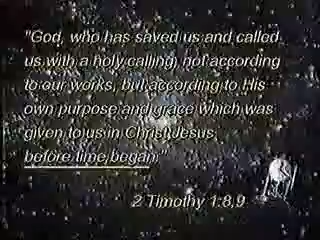 "God, who has saved us and called
us with a holy calling, not according
to our works, but according to His
own purpose and grace which was
given to us in Christ Jesus
before time began"
2 Timothy 1:8,9